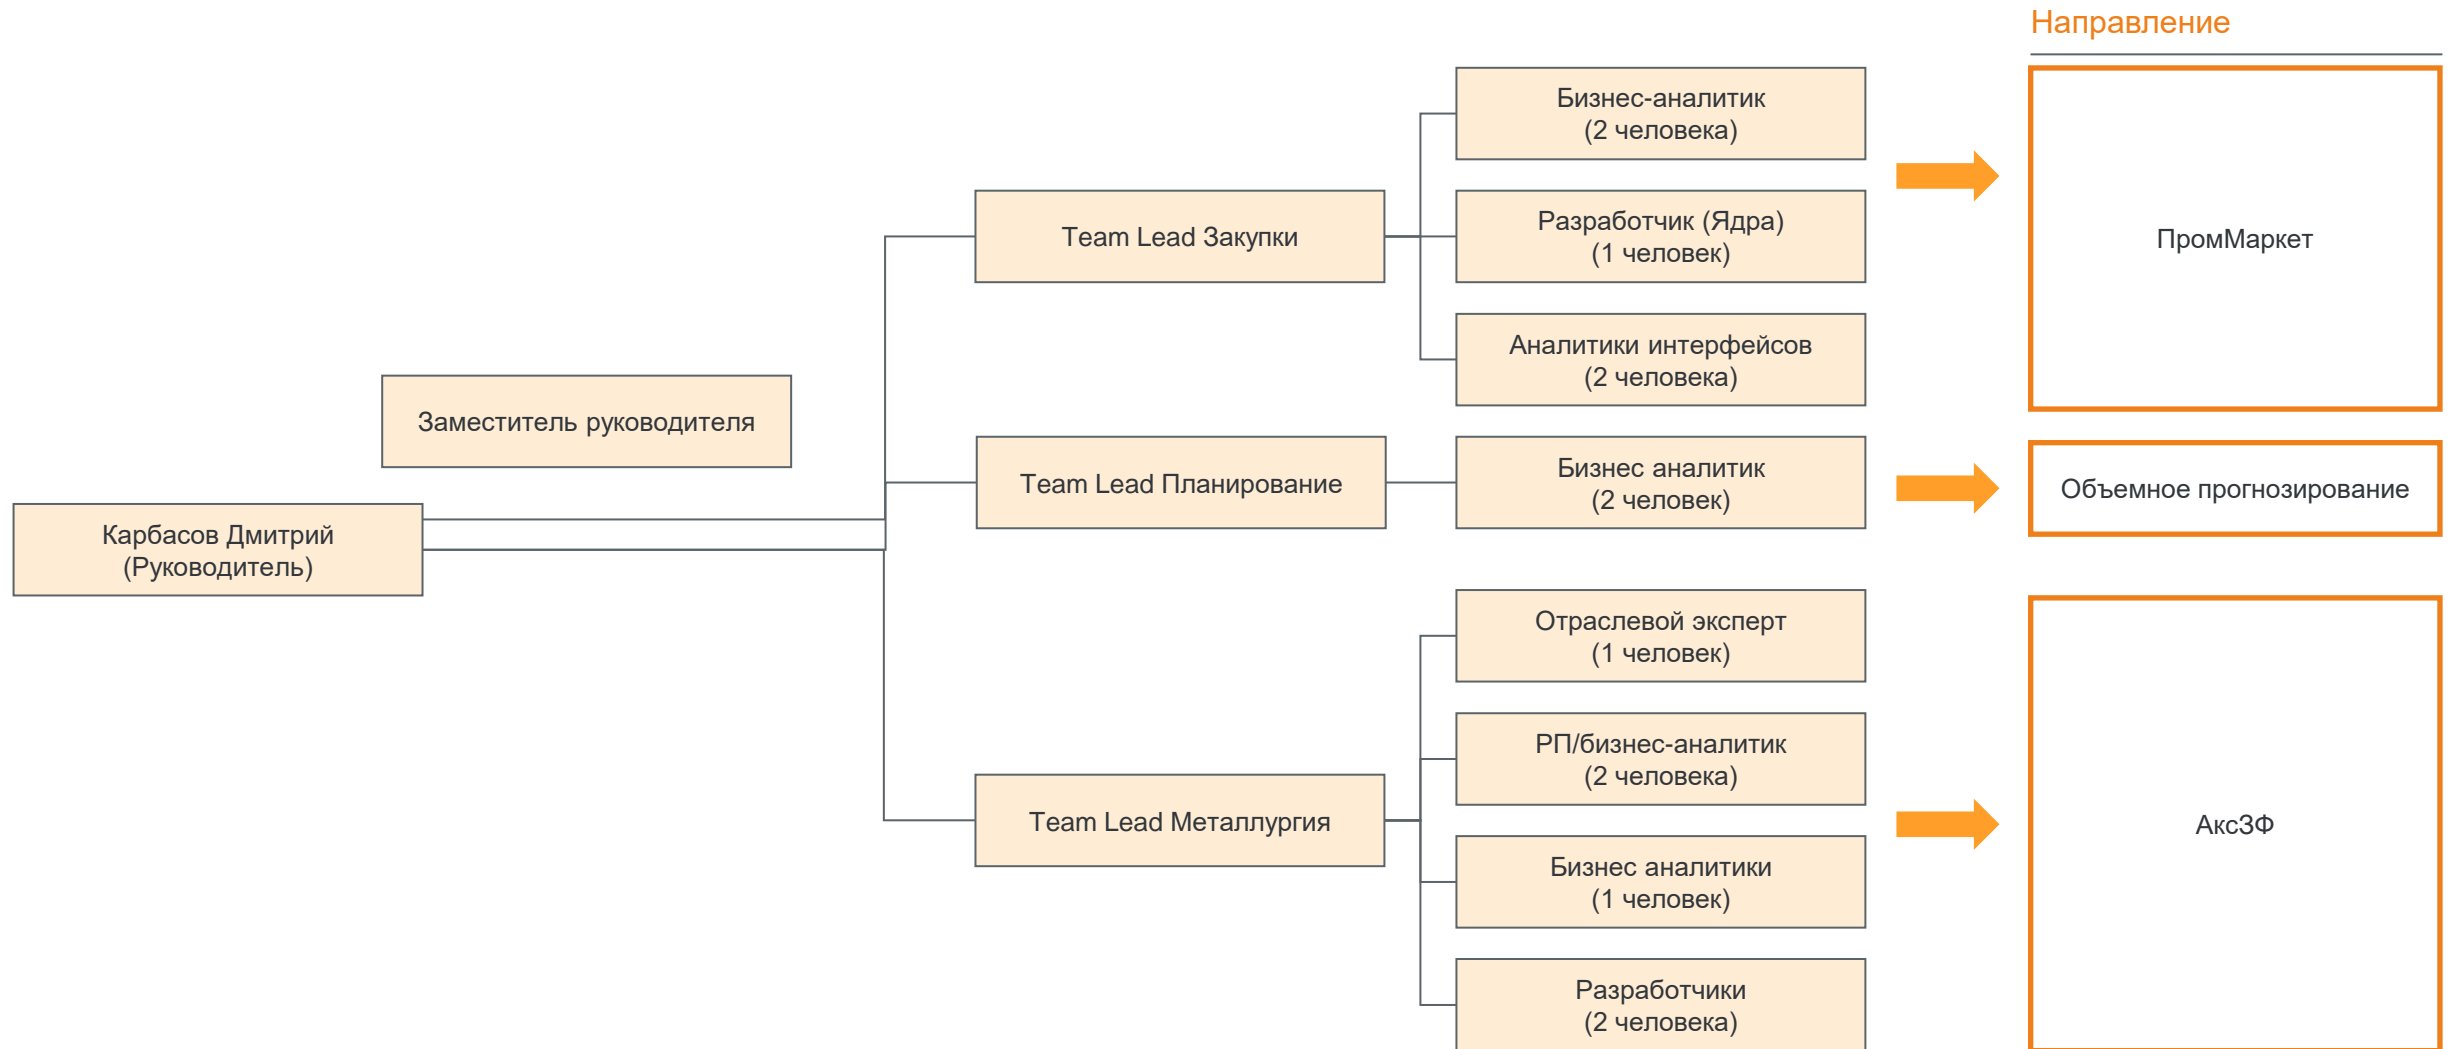 Направление
Бизнес-аналитик
(2 человека)
Разработчик (Ядра)
(1 человек)
Team Lead Закупки
ПромМаркет
Аналитики интерфейсов
(2 человека)
Заместитель руководителя
Team Lead Планирование
Бизнес аналитик
(2 человек)
Объемное прогнозирование
Карбасов Дмитрий
(Руководитель)
Отраслевой эксперт
(1 человек)
РП/бизнес-аналитик
(2 человека)
Team Lead Металлургия
АксЗФ
Бизнес аналитики
(1 человек)
Разработчики
(2 человека)